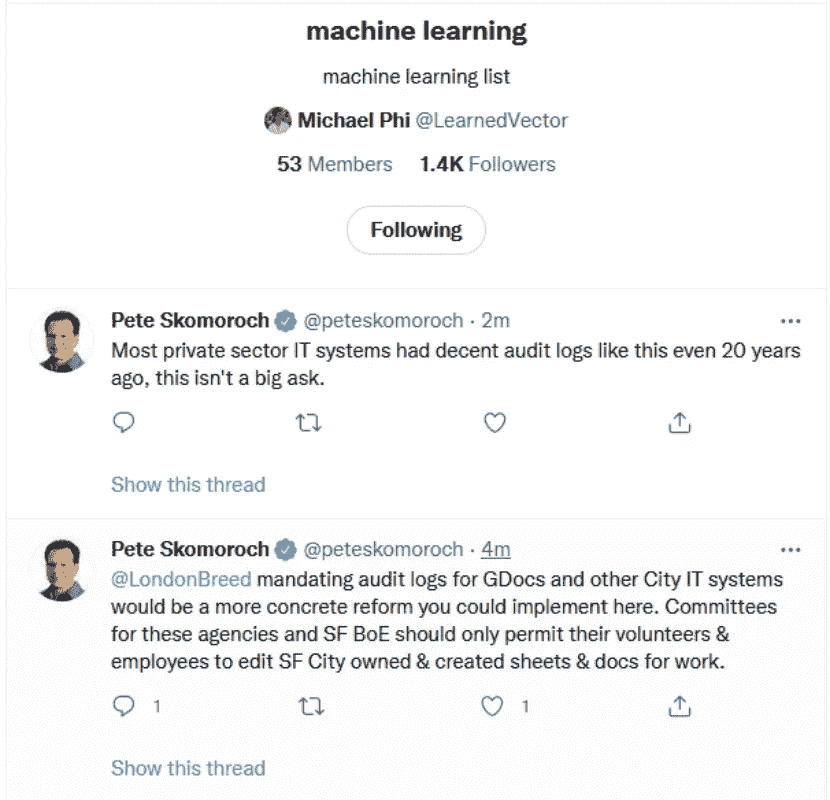 machine learning
machine learning list
Michael Phi @LearnedVector
53 Members 1.4K Followers
Following
Pete Skomoroch @peteskomoroch · 2m
Most private sector IT systems had decent audit logs like this even 20 years
ago, this isn't a big ask.
Show this thread
Pete Skomoroch @peteskomoroch · 4m
@LondonBreed mandating audit logs for GDocs and other City IT systems
would be a more concrete reform you could implement here. Committees
for these agencies and SF BoE should only permit their volunteers &
employees to edit SF City owned & created sheets & docs for work.
1 1
Show this thread